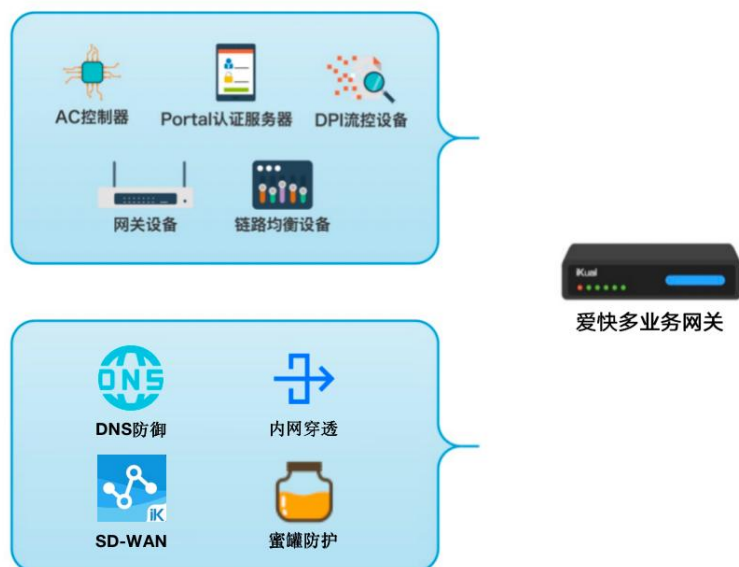 AC控制器
Portal认证服务器
DPI流控设备
网关设备
链路均衡设备
iKuai
爱快多业务网关
DNS
DNS防御
内网穿透
iK
SD-WAN
蜜罐防护